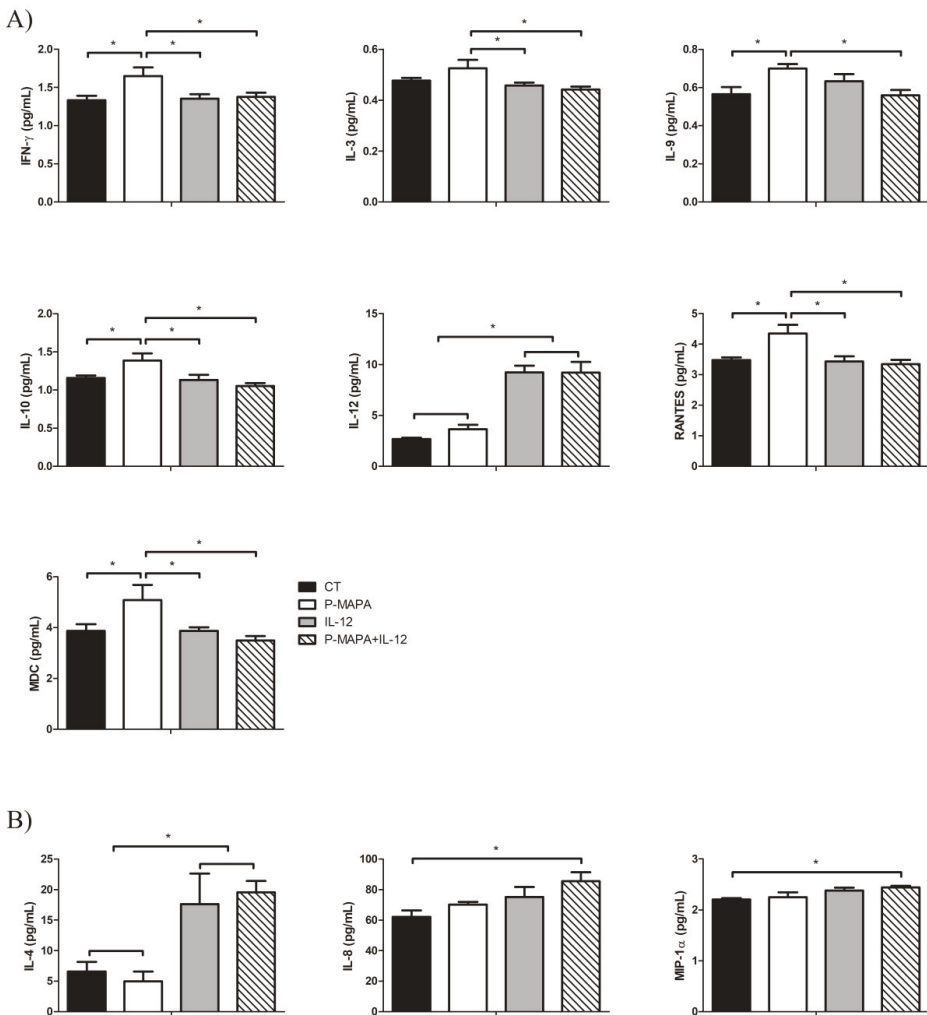 A)
* * *
IFN-γ (pg/mL)
2.0
1.5
1.0
0.5
0.0
* *
IL-3 (pg/mL)
0.6
0.4
0.2
0.0
* *
IL-9 (pg/mL)
0.9
0.6
0.3
0.0
* * *
IL-10 (pg/mL)
2.0
1.5
1.0
0.5
0.0
*
IL-12 (pg/mL)
15
10
5
0
* * *
RANTES (pg/mL)
6
5
4
3
2
1
0
* * *
MDC (pg/mL)
6
4
2
0
CT
P-MAPA
IL-12
P-MAPA+IL-12
B)
*
IL-4 (pg/mL)
25
20
15
10
5
0
*
IL-8 (pg/mL)
100
80
60
40
20
0
*
MIP-1α (pg/mL)
3
2
1
0